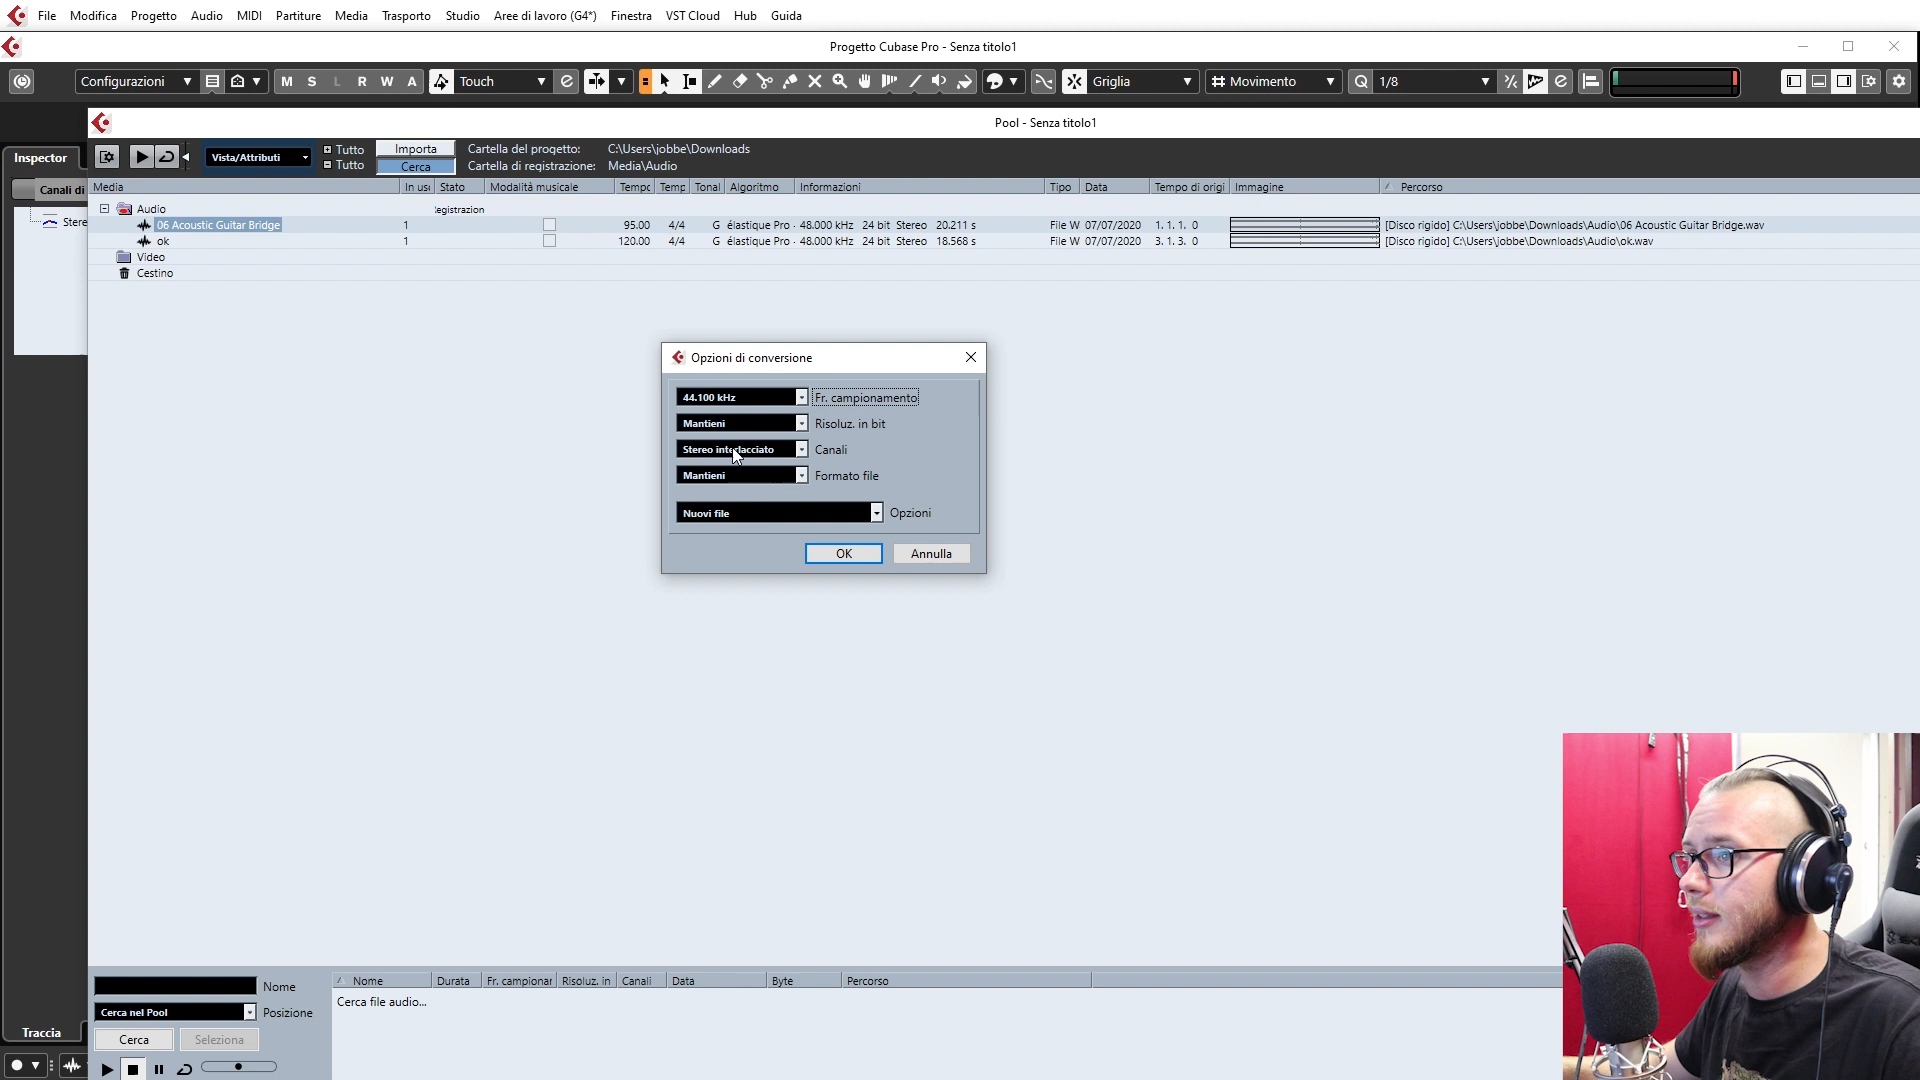 File Modifica Progetto Audio MIDI Partiture Media Trasporto Studio Aree di lavoro (G4*) Finestra VST Cloud Hub Guida
Progetto Cubase Pro - Senza titolo1
Configurazioni M S L R W A Touch Griglia Movimento Q 1/8
Pool - Senza titolo1
Inspector
Vista/Attributi
Tutto
Tutto
Importa
Cerca
Cartella del progetto: C:\Users\jobbe\Downloads
Cartella di registrazione: Media\Audio
Canali di
Media In uso Stato Modalità musicale Tempo Temp Tonal Algoritmo Informazioni Tipo Data Tempo di origi Immagine Percorso
Audio
Stere 06 Acoustic Guitar Bridge 1 95.00 4/4 G élastique Pro - 48.000 kHz 24 bit Stereo 20.211 s File W 07/07/2020 1. 1. 1. 0 [Disco rigido] C:\Users\jobbe\Downloads\Audio\06 Acoustic Guitar Bridge.wav
ok 1 120.00 4/4 G élastique Pro - 48.000 kHz 24 bit Stereo 18.568 s File W 07/07/2020 3. 1. 3. 0 [Disco rigido] C:\Users\jobbe\Downloads\Audio\ok.wav
Video
Cestino
Opzioni di conversione
44.100 kHz Fr. campionamento
Mantieni Risoluz. in bit
Stereo interlacciato Canali
Mantieni Formato file
Nuovi file Opzioni
OK Annulla
Nome
Cerca nel Pool Posizione
Cerca Seleziona
Nome Durata Fr. campionar Risoluz. in Canali Data Byte Percorso
Cerca file audio...
Traccia